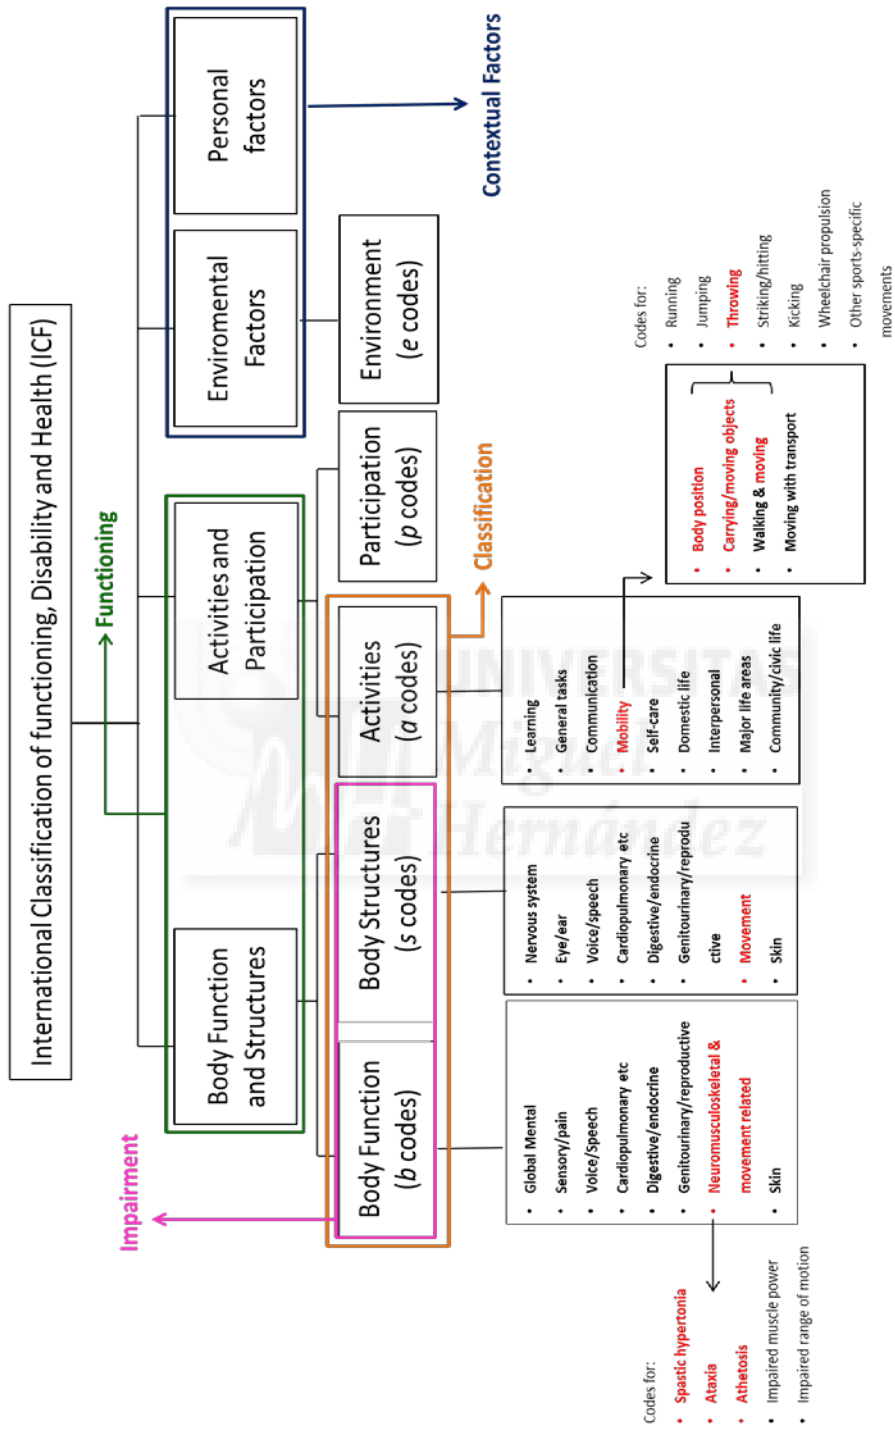 International Classification of functioning, Disability and Health (ICF)
Impairment
Functioning
Body Function
and Structures
Activities and
Participation
Enviromental
Factors
Personal
factors
Body Function
(b codes)
Body Structures
(s codes)
Activities
(a codes)
Participation
(p codes)
Environment
(e codes)
Classification
Contextual Factors
• Global Mental
• Sensory/pain
• Voice/Speech
• Cardiopulmonary etc
• Digestive/endocrine
• Genitourinary/reproductive
• Neuromusculoskeletal &
movement related
• Skin
• Nervous system
• Eye/ear
• Voice/speech
• Cardiopulmonary etc
• Digestive/endocrine
• Genitourinary/reprodu
ctive
• Movement
• Skin
• Learning
• General tasks
• Communication
• Mobility
• Self-care
• Domestic life
• Interpersonal
• Major life areas
• Community/civic life
Codes for:
• Spastic hypertonia
• Ataxia
• Athetosis
• Impaired muscle power
• Impaired range of motion
• Body position
• Carrying/moving objects
• Walking & moving
• Moving with transport
Codes for:
• Running
• Jumping
• Throwing
• Striking/hitting
• Kicking
• Wheelchair propulsion
• Other sports-specific
movements
UNIVERSITAS
Miguel
Hernández